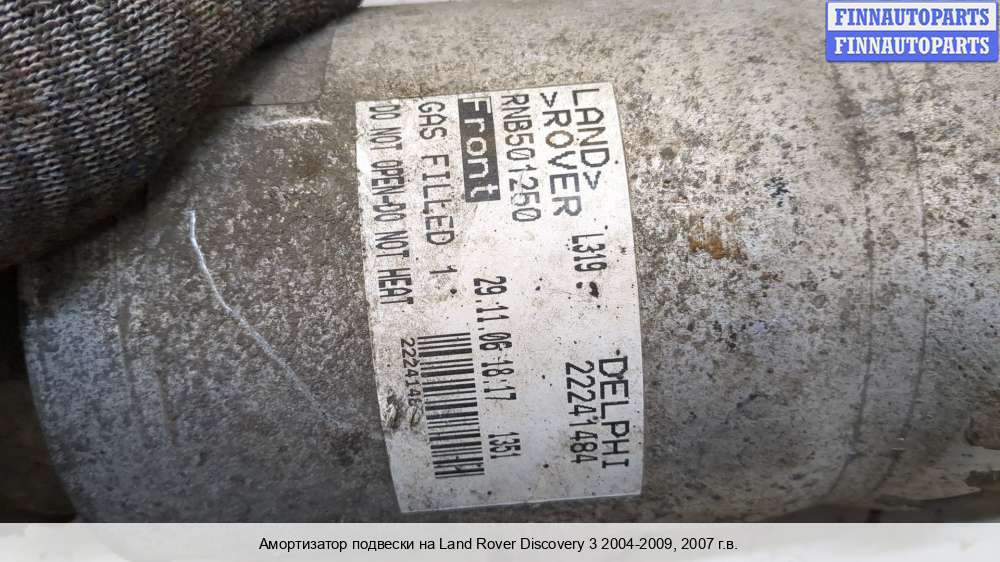 FINNAUTOPARTS
FINNAUTOPARTS
LAND>
>ROVER L319
DELPHI
22241484
RNB501250
Front
29.11.06 18:17 1351
GAS FILLED 1
DO NOT OPEN-DO NOT HEAT
Амортизатор подвески на Land Rover Discovery 3 2004-2009, 2007 г.в.